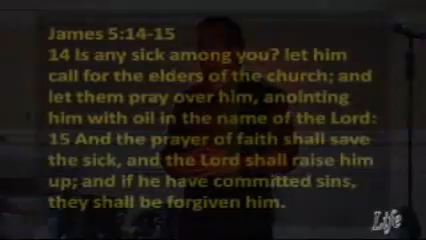 James 5:14-15
14 Is any sick among you? let him
call for the elders of the church; and
let them pray over him, anointing
him with oil in the name of the Lord:
15 And the prayer of faith shall save
the sick, and the Lord shall raise him
up; and if he have committed sins,
they shall be forgiven him.
Life